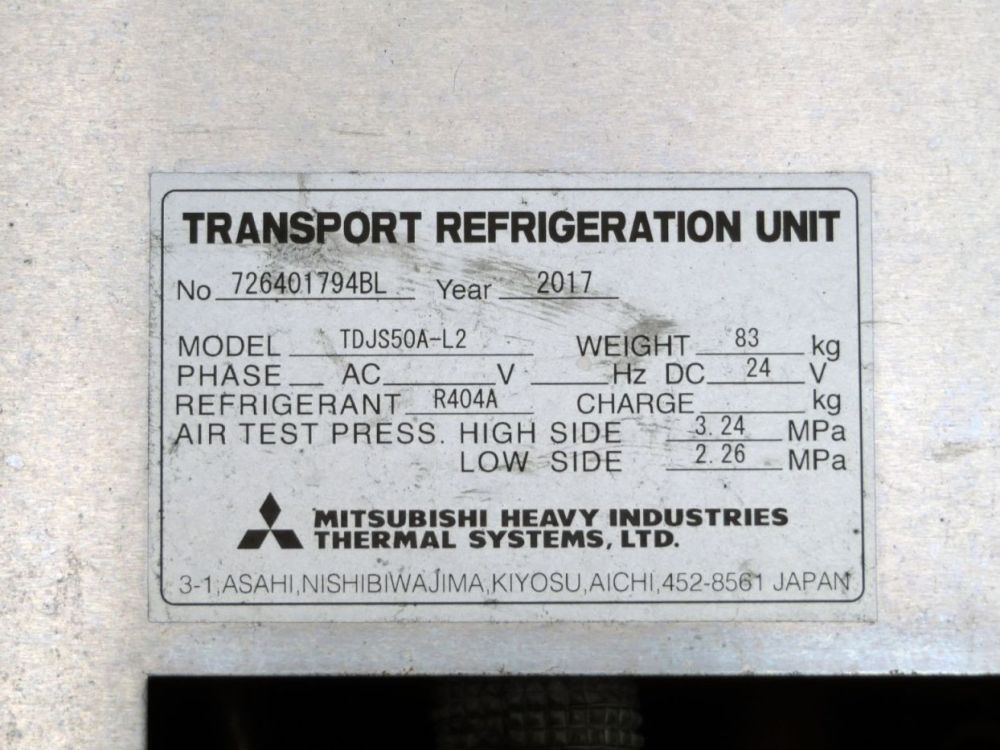 TRANSPORT REFRIGERATION UNIT
No 726401794BL Year 2017
MODEL TDJS50A-L2 WEIGHT 83 kg
PHASE AC V Hz DC 24 V
REFRIGERANT R404A CHARGE kg
AIR TEST PRESS. HIGH SIDE 3.24 MPa
LOW SIDE 2.26 MPa
MITSUBISHI HEAVY INDUSTRIES
THERMAL SYSTEMS, LTD.
3-1,ASAHI,NISHIBIWAJIMA,KIYOSU,AICHI,452-8561 JAPAN